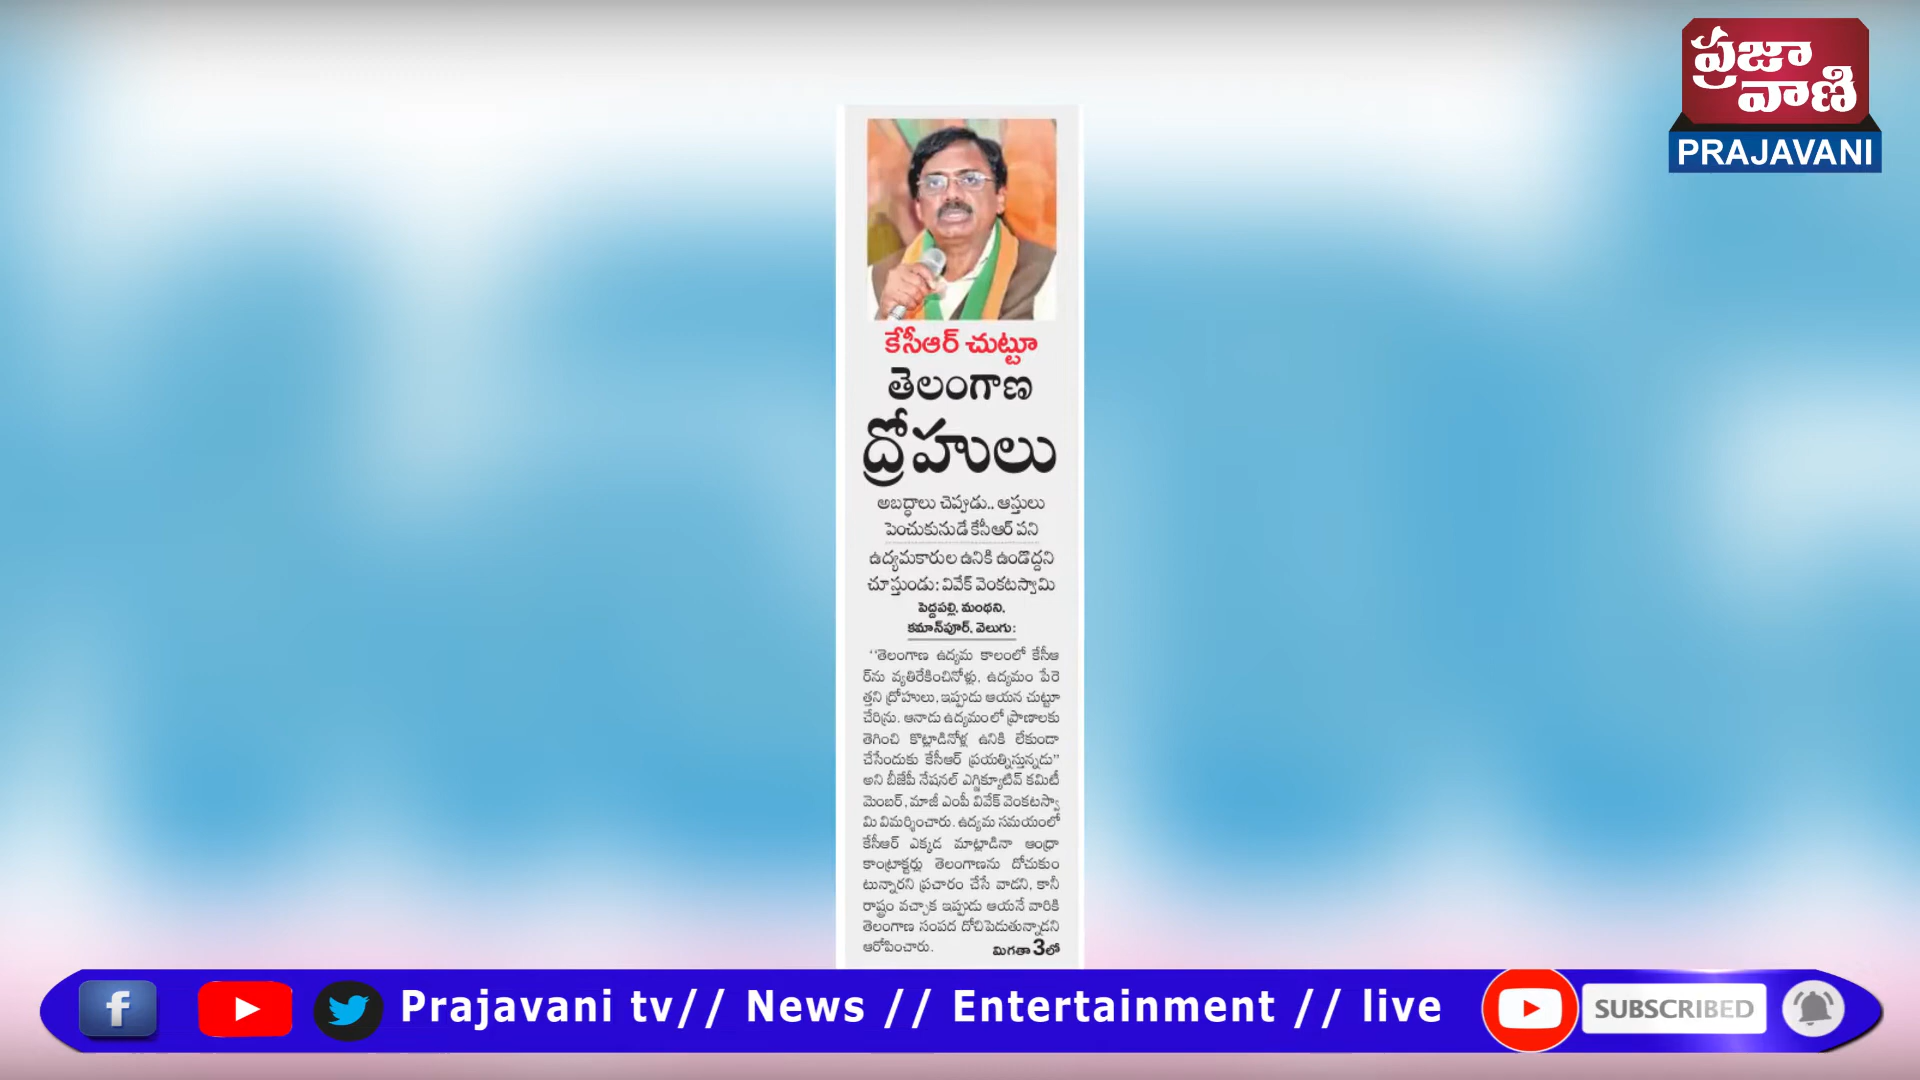 ప్రజా
వాణి
PRAJAVANI
కేసీఆర్ చుట్టూ
తెలంగాణ
ద్రోహులు
అబద్ధాలు చెప్పుడు.. ఆస్తులు
పెంచుకునుడే కేసీఆర్ పని
ఉద్యమకారుల ఉనికి ఉండొద్దని
చూస్తుండు: వివేక్ వెంకటస్వామి
పెద్దపల్లి, మంథని,
కమాన్‌పూర్, వెలుగు:
‘‘తెలంగాణ ఉద్యమ కాలంలో కేసీఆ
ర్‌ను వ్యతిరేకించినోళ్లు, ఉద్యమం పేరె
త్తని ద్రోహులు, ఇప్పుడు ఆయన చుట్టూ
చేరిన్రు. ఆనాడు ఉద్యమంలో ప్రాణాలకు
తెగించి కొట్లాడినోళ్ల ఉనికి లేకుండా
చేసేందుకు కేసీఆర్ ప్రయత్నిస్తున్నడు’’
అని బీజేపీ నేషనల్ ఎగ్జిక్యూటివ్ కమిటీ
మెంబర్, మాజీ ఎంపీ వివేక్ వెంకటస్వా
మి విమర్శించారు. ఉద్యమ సమయంలో
కేసీఆర్ ఎక్కడ మాట్లాడినా ఆంధ్రా
కాంట్రాక్టర్లు తెలంగాణను దోచుకుం
టున్నారని ప్రచారం చేసే వాడని, కానీ
రాష్ట్రం వచ్చాక ఇప్పుడు ఆయనే వారికి
తెలంగాణ సంపద దోచిపెడుతున్నాడని
ఆరోపించారు. మిగతా 3లో
Prajavani tv// News // Entertainment // live
SUBSCRIBED